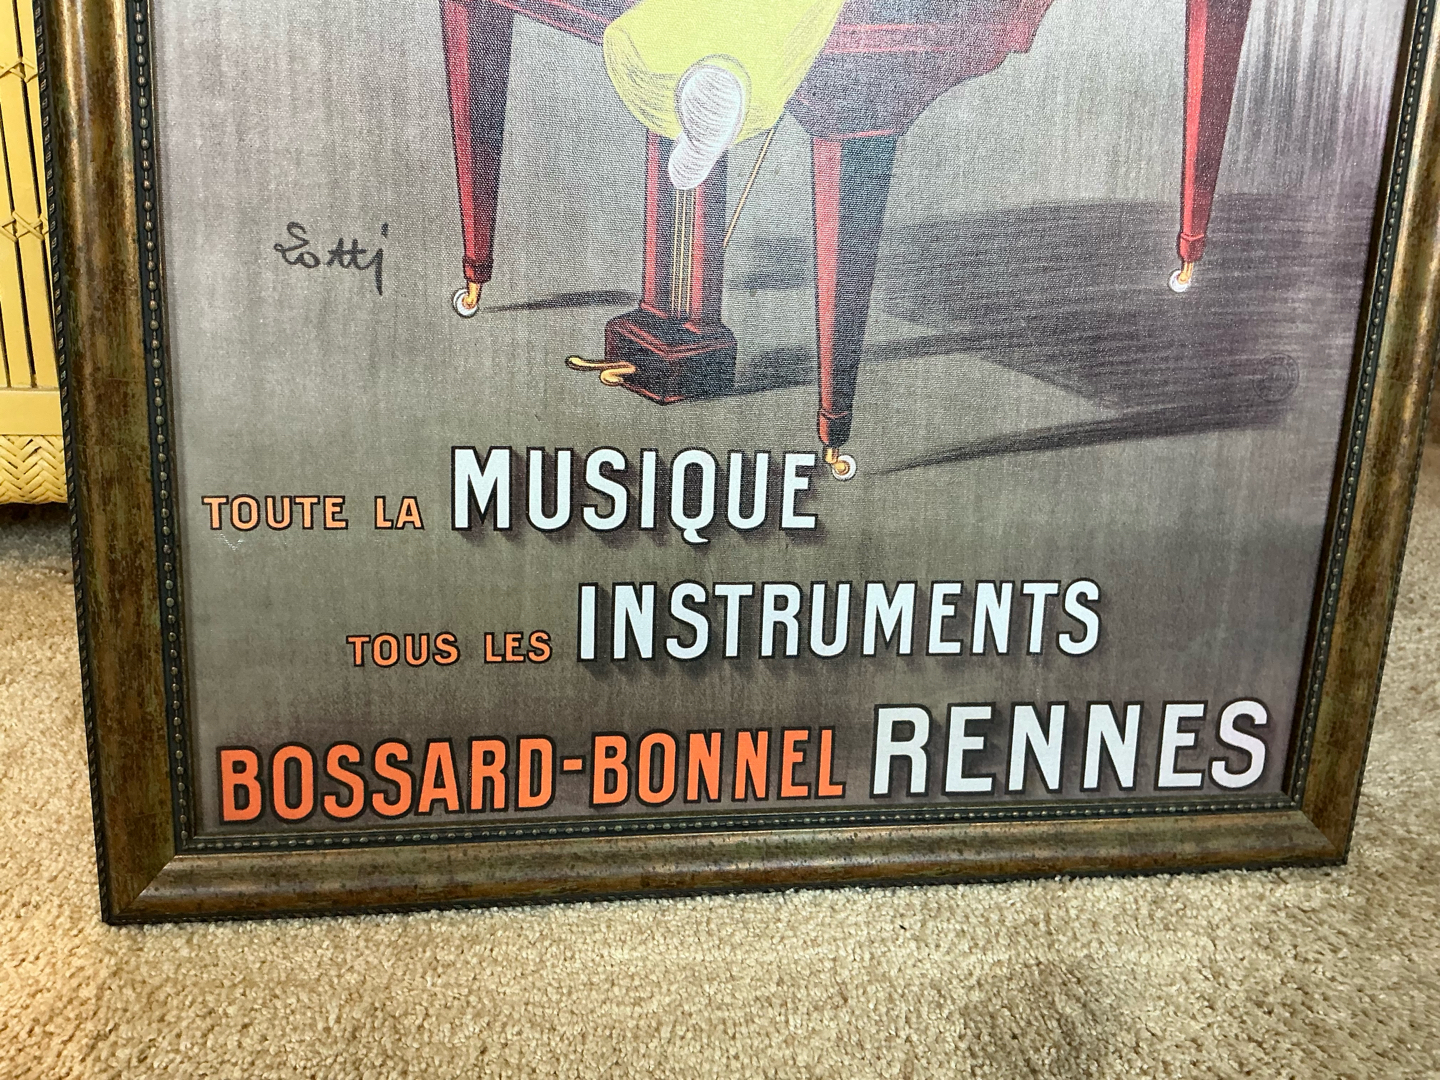 Lotti
TOUTE LA MUSIQUE
TOUS LES INSTRUMENTS
BOSSARD-BONNEL RENNES